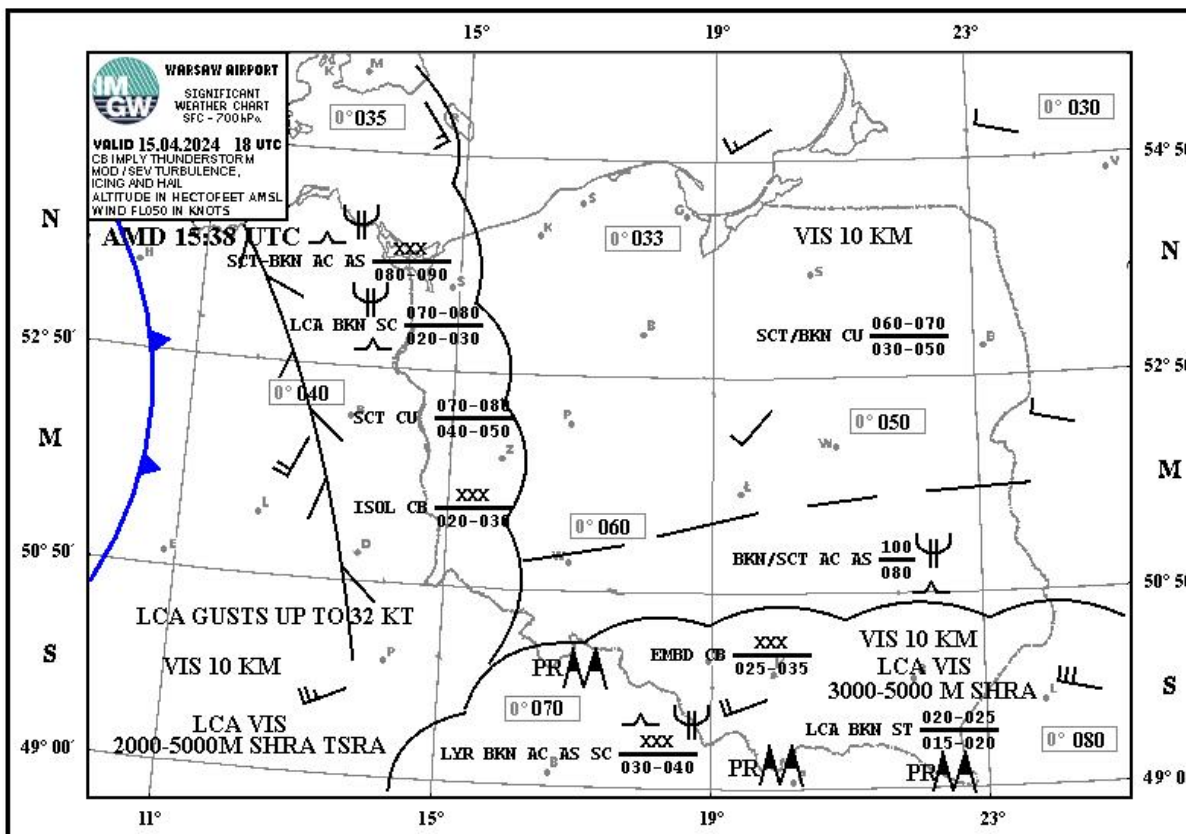 15° 19° 23°
IM
GW
WARSAW AIRPORT
SIGNIFICANT
WEATHER CHART
SFC - 700hPa
VALID 15.04.2024 18 UTC
CB IMPLY THUNDERSTORM
MOD / SEV TURBULENCE,
ICING AND HAIL
ALTITUDE IN HECTOFEET AMSL
WIND FL050 IN KNOTS
K M
0° 035
0° 030
54° 50'
V
N
AMD 15:38 UTC
XXX
SCT-BKN AC AS
080-090
H
S
K
S
G
0° 033
VIS 10 KM
S
N
52° 50'
070-080
LCA BKN SC
020-030
B
060-070
SCT/BKN CU
030-050
B
52° 50'
0° 040
B
070-080
SCT CU
040-050
P
Z
0° 050
W
M
M
L
XXX
ISOL CB
020-030
Ł
0° 060
50° 50'
E
D
W
100
BKN/SCT AC AS
080
50° 50'
LCA GUSTS UP TO 32 KT
S
P
VIS 10 KM
PR
XXX
EMBD CB
025-035
VIS 10 KM
LCA VIS
3000-5000 M SHRA
L
S
0° 070
LCA VIS
2000-5000M SHRA TSRA
XXX
LYR BKN AC AS SC
030-040
B
020-025
LCA BKN ST
015-020
0° 080
49° 00'
PR
PR
49° 00'
11° 15° 19° 23°